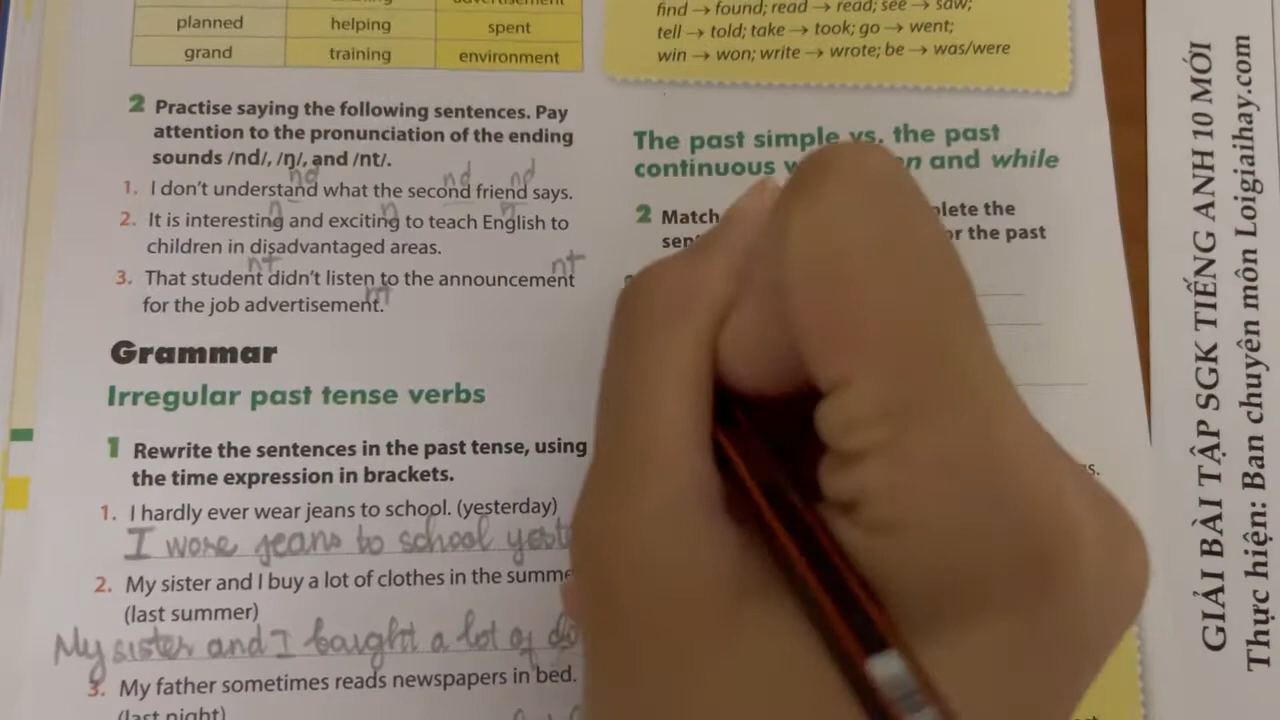 planned helping spent
grand training environment
2 Practise saying the following sentences. Pay
attention to the pronunciation of the ending
sounds /nd/, /ŋ/, and /nt/.
nd nd nd
1. I don't understand what the second friend says.
2. It is interesting and exciting to teach English to
children in disadvantaged areas.
nt nt
3. That student didn't listen to the announcement
for the job advertisement.
nt
Grammar
Irregular past tense verbs
1 Rewrite the sentences in the past tense, using
the time expression in brackets.
1. I hardly ever wear jeans to school. (yesterday)
I wore jeans to school
2. My sister and I buy a lot of clothes in the
(last summer)
My sister and I bought a lot of
3. My father sometimes reads newspapers in bed.
(last night)
find → found; read → read; see → saw;
tell → told; take → took; go → went;
win → won; write → wrote; be → was/were
The past simple vs. the past
continuous and while
2 Match the
or the past
GIẢI BÀI TẬP SGK TIẾNG ANH 10 MỚI
Thực hiện: Ban chuyên môn Loigiaihay.com